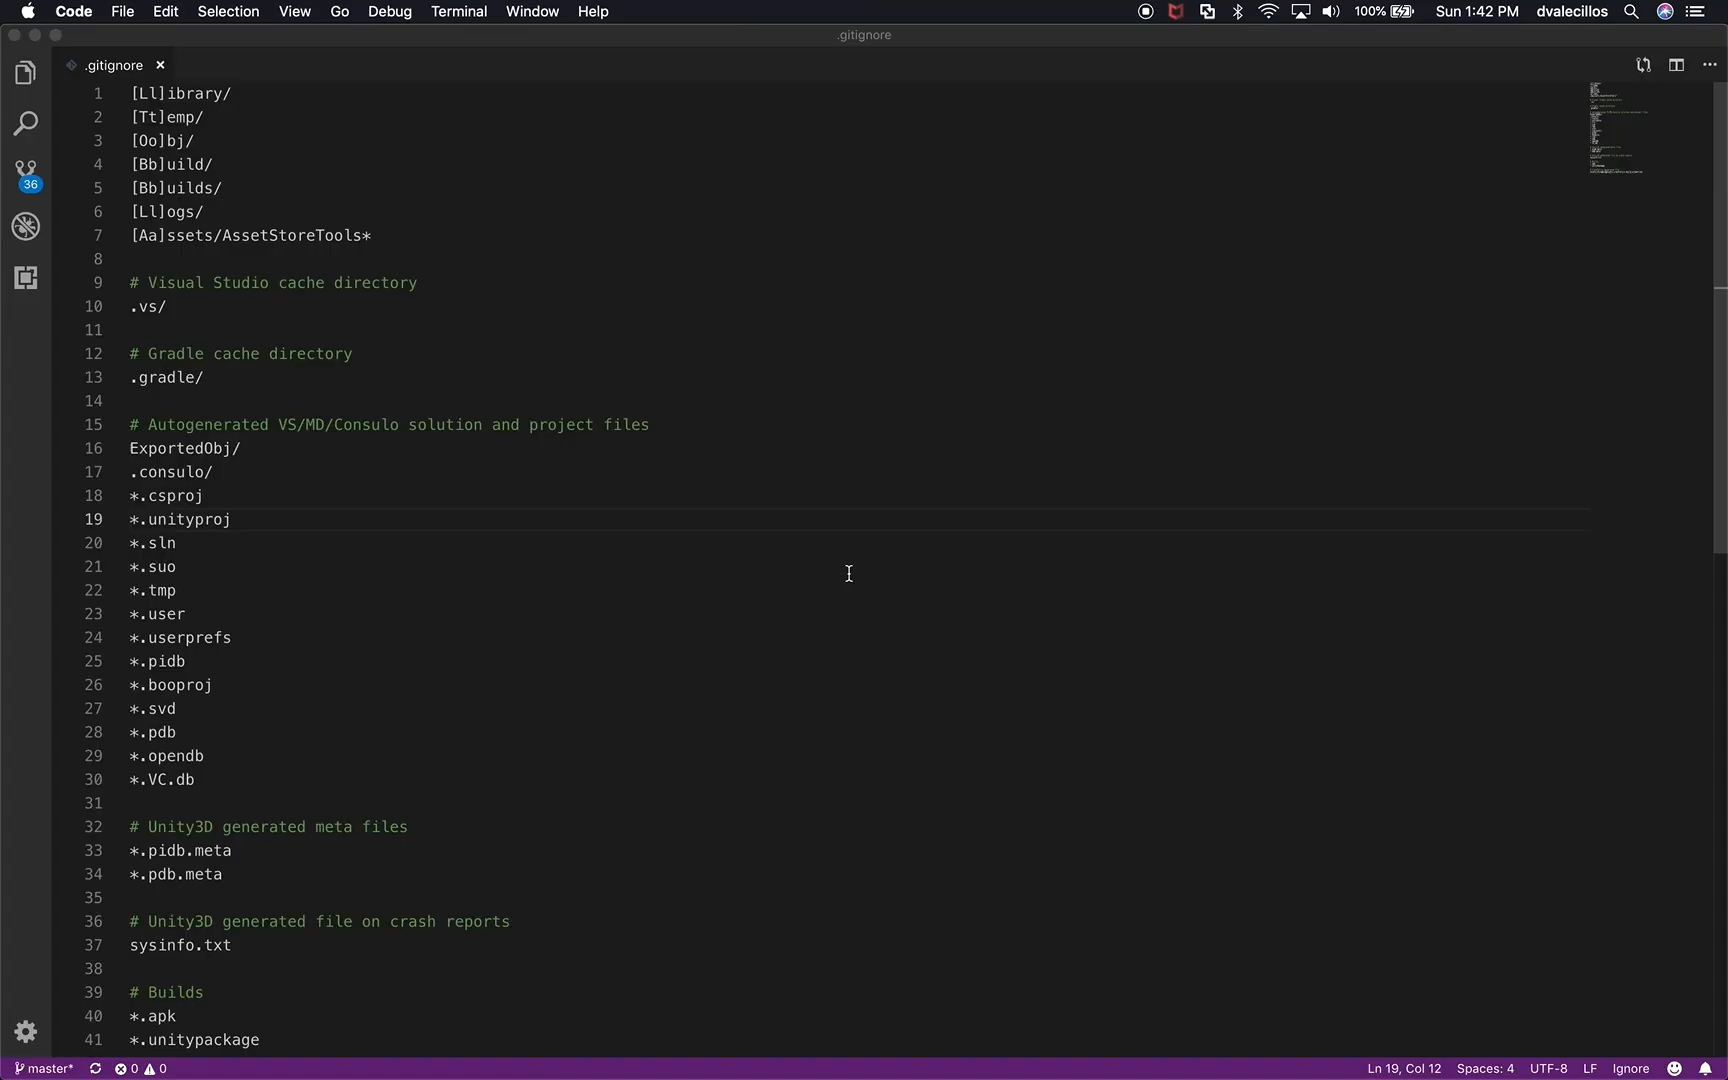 Code File Edit Selection View Go Debug Terminal Window Help 100% Sun 1:42 PM dvalecillos
.gitignore
.gitignore ×
1 [Ll]ibrary/
2 [Tt]emp/
3 [Oo]bj/
4 [Bb]uild/
5 [Bb]uilds/
6 [Ll]ogs/
7 [Aa]ssets/AssetStoreTools*
8
9 # Visual Studio cache directory
10 .vs/
11
12 # Gradle cache directory
13 .gradle/
14
15 # Autogenerated VS/MD/Consulo solution and project files
16 ExportedObj/
17 .consulo/
18 *.csproj
19 *.unityproj
20 *.sln
21 *.suo
22 *.tmp
23 *.user
24 *.userprefs
25 *.pidb
26 *.booproj
27 *.svd
28 *.pdb
29 *.opendb
30 *.VC.db
31
32 # Unity3D generated meta files
33 *.pidb.meta
34 *.pdb.meta
35
36 # Unity3D generated file on crash reports
37 sysinfo.txt
38
39 # Builds
40 *.apk
41 *.unitypackage
36
master* 0 0 Ln 19, Col 12 Spaces: 4 UTF-8 LF Ignore